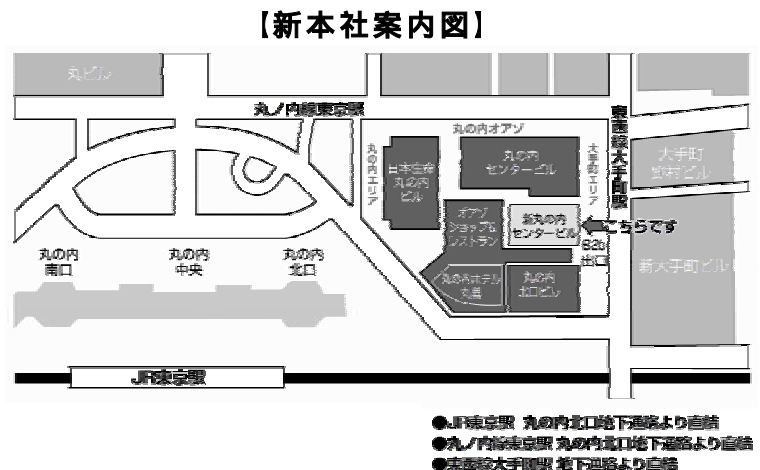 【新本社案内図】
丸ビル
丸ノ内線東京駅
東西線大手町駅
丸の内オアゾ
丸の内エリア
大手町エリア
日本生命
丸の内
ビル
丸の内
センタービル
大手町
野村ビル
オアゾ
ショップ&
レストラン
新丸の内
センタービル
こちらです
B2b
出口
新大手町ビル
丸の内
南口
丸の内
中央
丸の内
北口
丸の内ホテル
丸善
丸の内
北口ビル
JR東京駅
●JR東京駅 丸の内北口地下通路より直結
●丸ノ内線東京駅 丸の内北口地下通路より直結
●東西線大手町駅 地下通路より直結